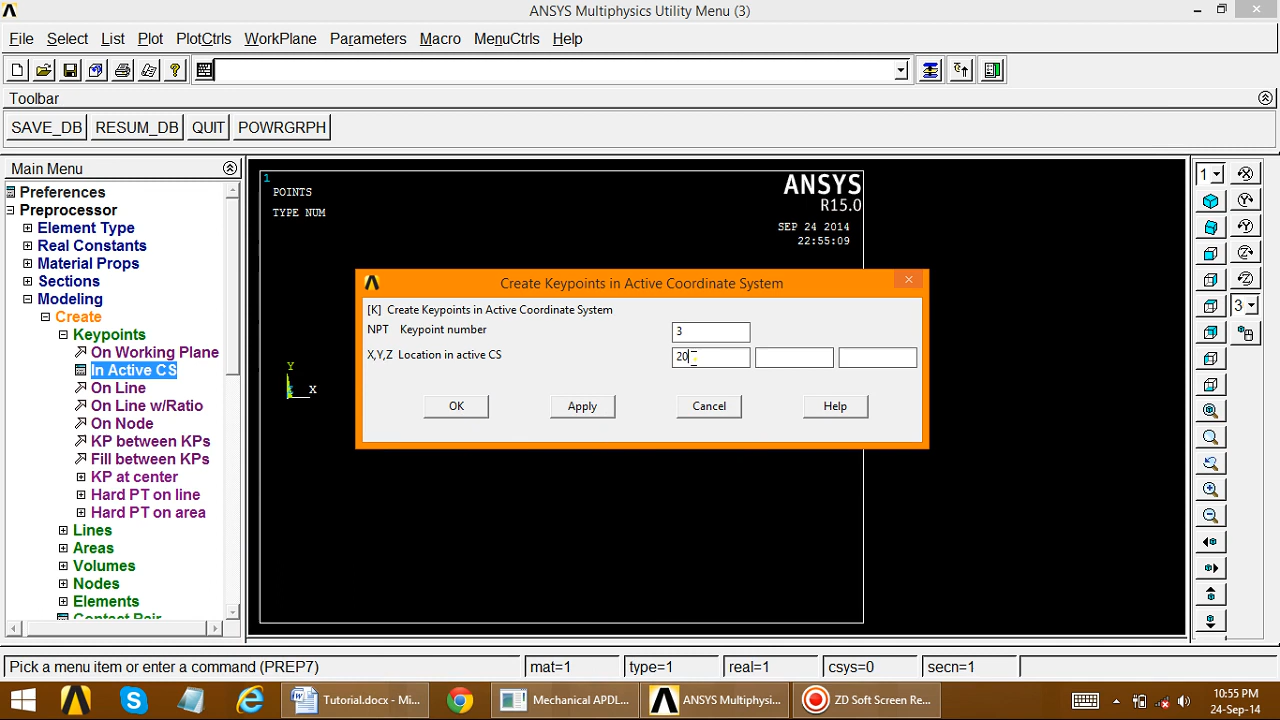 ANSYS Multiphysics Utility Menu (3)
File Select List Plot PlotCtrls WorkPlane Parameters Macro MenuCtrls Help
Toolbar
SAVE_DB RESUM_DB QUIT POWRGRPH
Main Menu
Preferences
Preprocessor
Element Type
Real Constants
Material Props
Sections
Modeling
Create
Keypoints
On Working Plane
In Active CS
On Line
On Line w/Ratio
On Node
KP between KPs
Fill between KPs
KP at center
Hard PT on line
Hard PT on area
Lines
Areas
Volumes
Nodes
Elements
Contact Pair
1
POINTS
TYPE NUM
ANSYS
R15.0
SEP 24 2014
22:55:09
Y
X
Create Keypoints in Active Coordinate System
[K] Create Keypoints in Active Coordinate System
NPT Keypoint number 3
X,Y,Z Location in active CS 20
OK Apply Cancel Help
1
3
Pick a menu item or enter a command (PREP7) mat=1 type=1 real=1 csys=0 secn=1
Tutorial.docx - Mi... Mechanical APDL... ANSYS Multiphysi... ZD Soft Screen Re...
10:55 PM
24-Sep-14